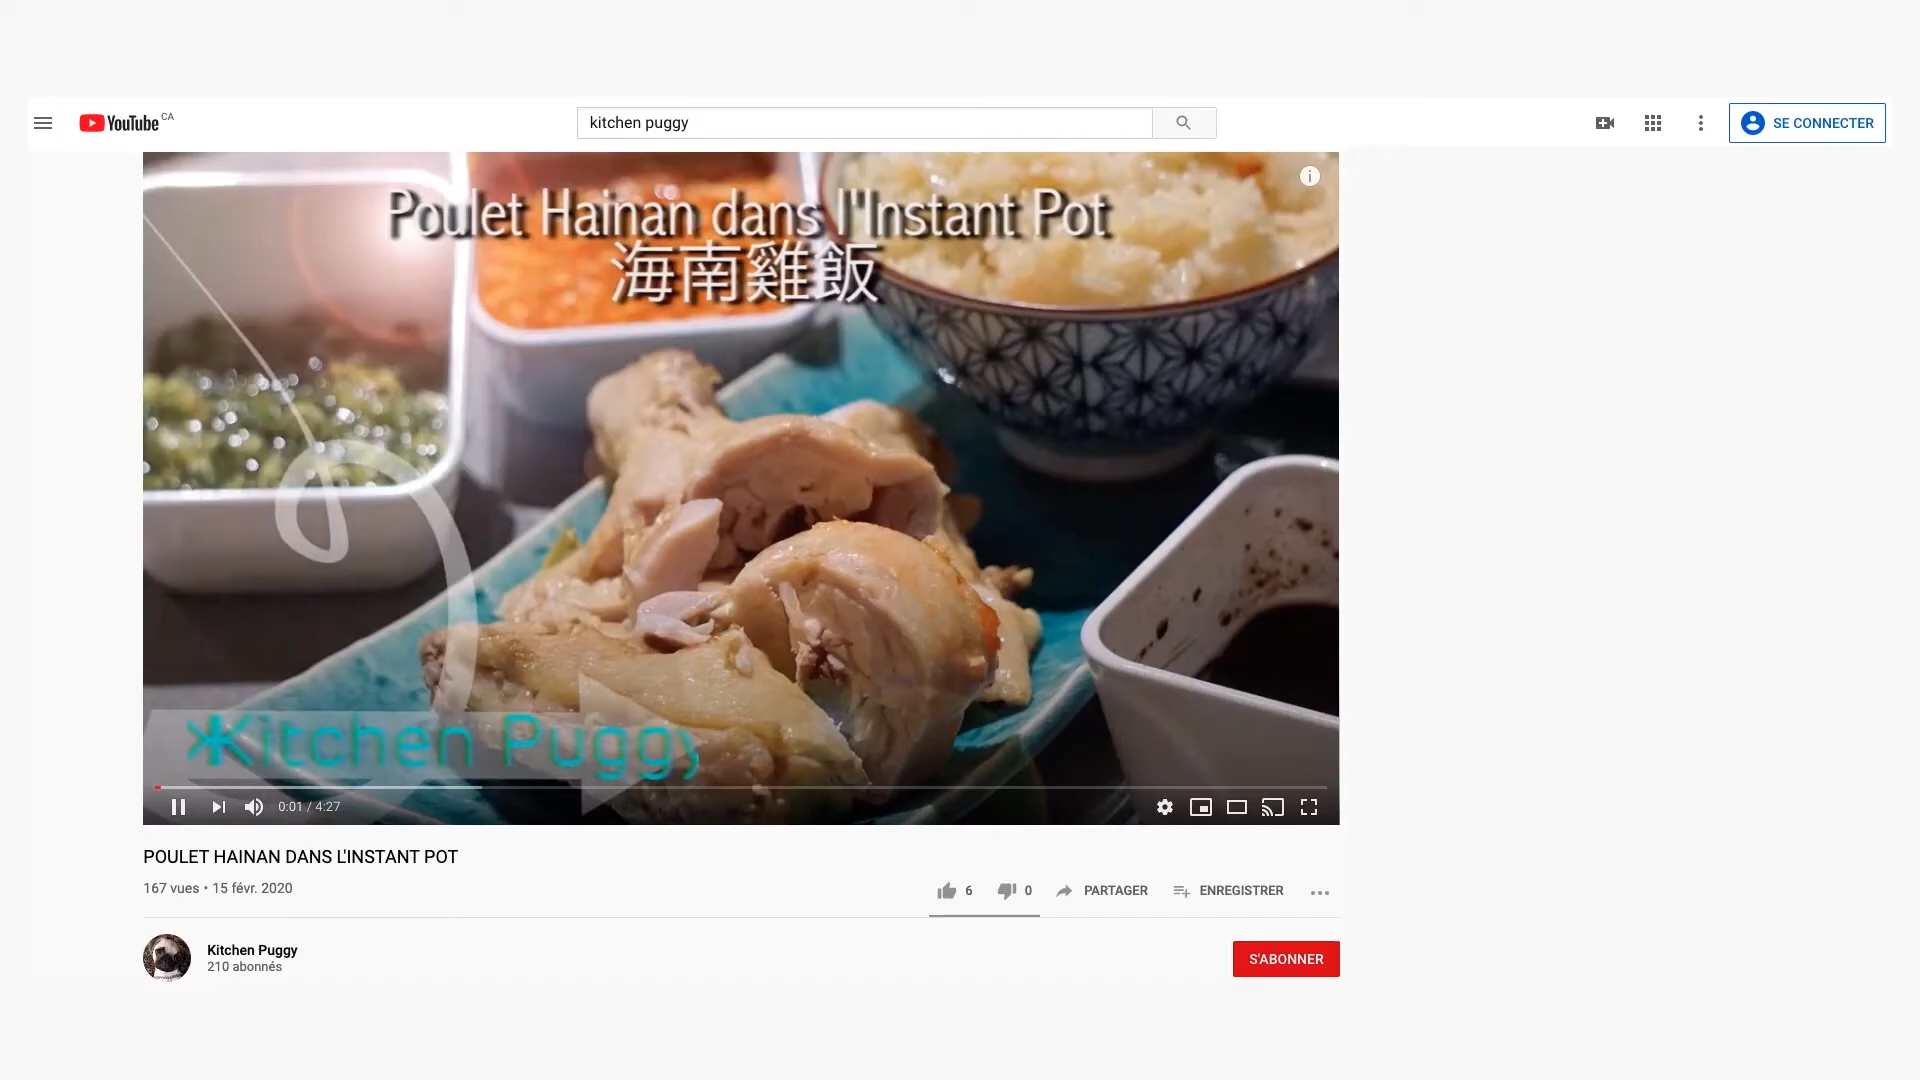 YouTube CA
kitchen puggy
SE CONNECTER
Poulet Hainan dans l"Instant Pot
海南雞飯
Kitchen Puggy
0:01 / 4:27
POULET HAINAN DANS L'INSTANT POT
167 vues • 15 févr. 2020
6
0
PARTAGER
ENREGISTRER
Kitchen Puggy
210 abonnés
S'ABONNER